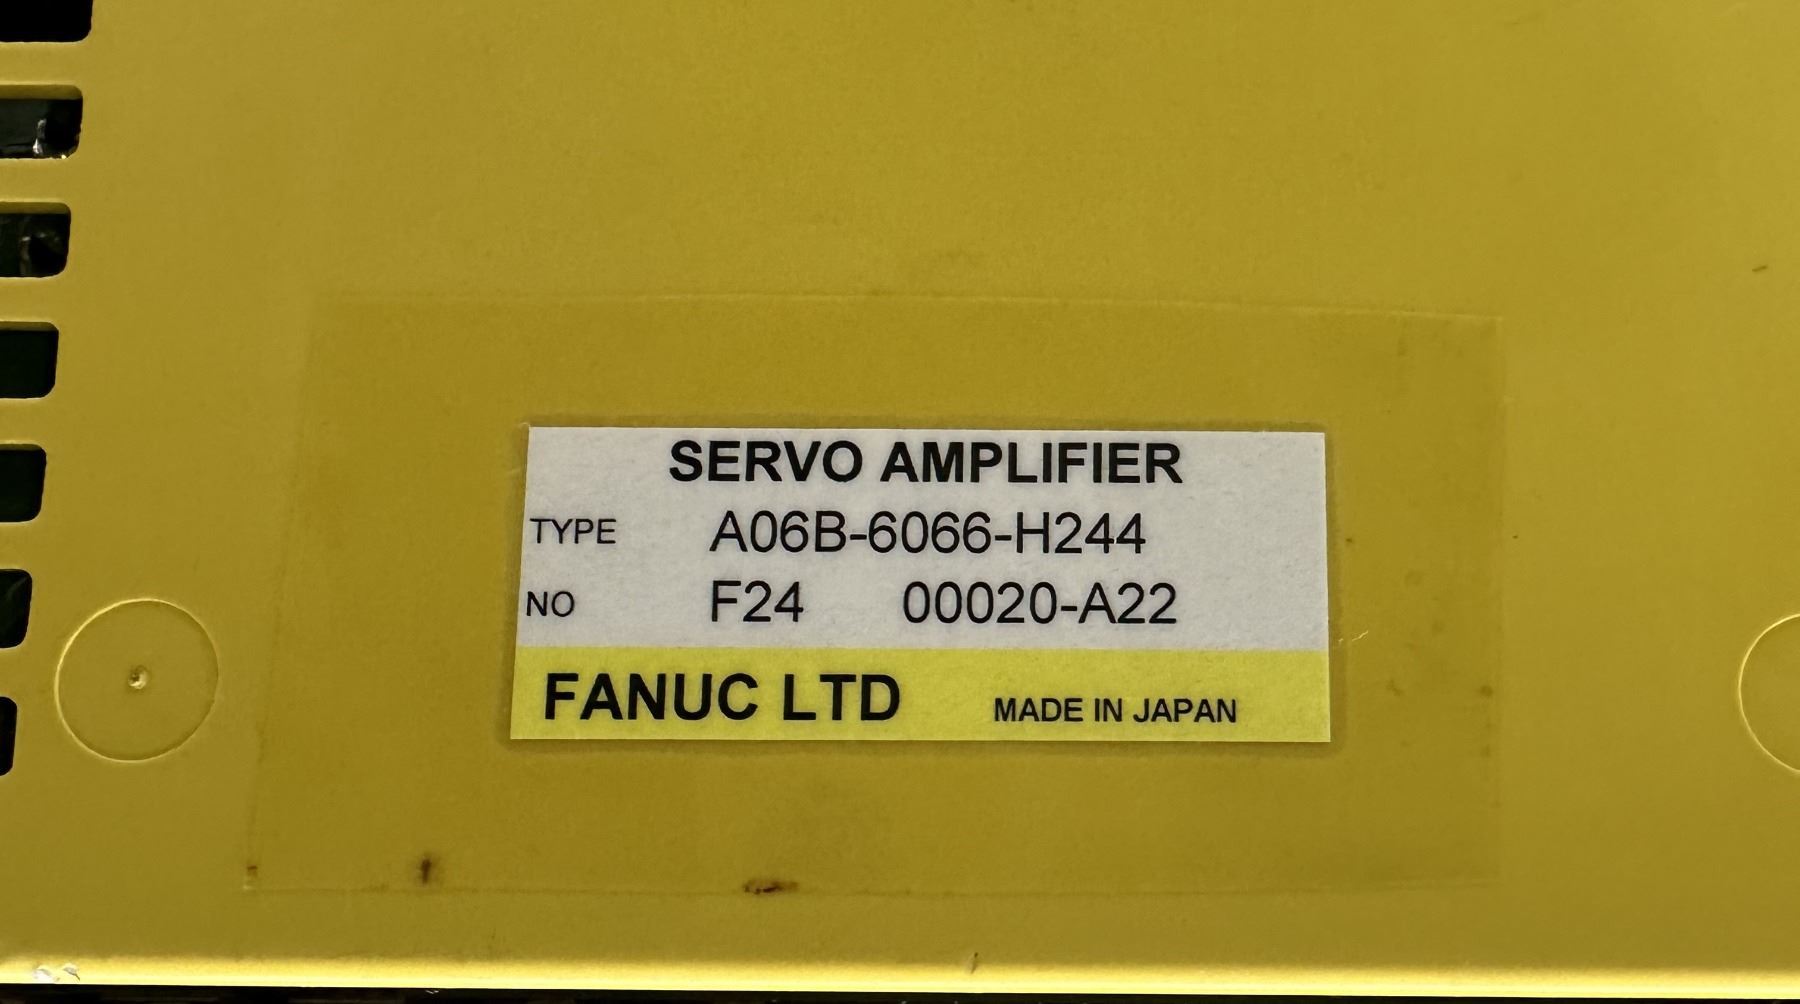 SERVO AMPLIFIER
TYPE A06B-6066-H244
NO F24 00020-A22
FANUC LTD MADE IN JAPAN